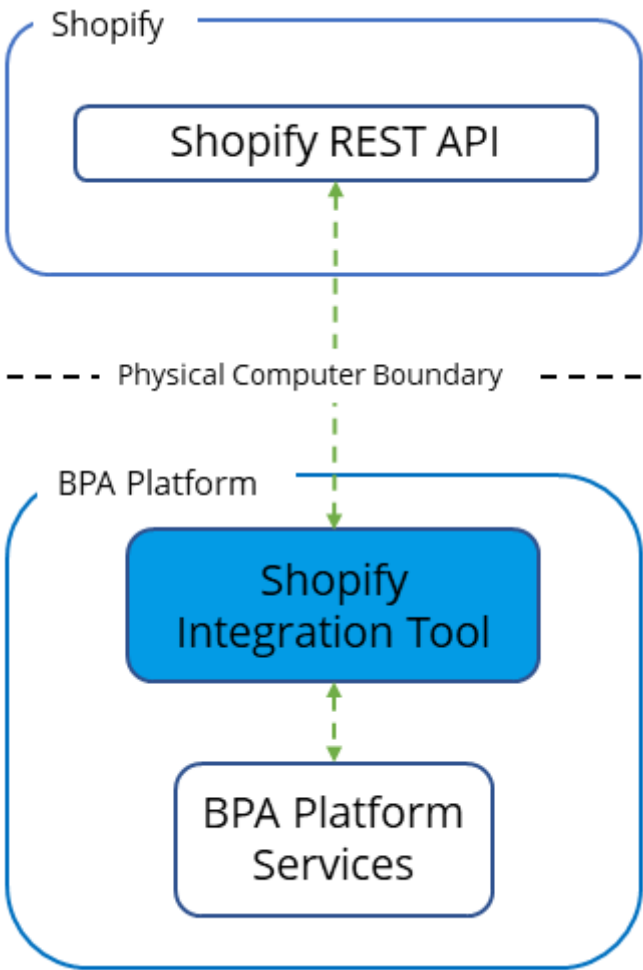 Shopify
Shopify REST API
Physical Computer Boundary
BPA Platform
Shopify
Integration Tool
BPA Platform
Services